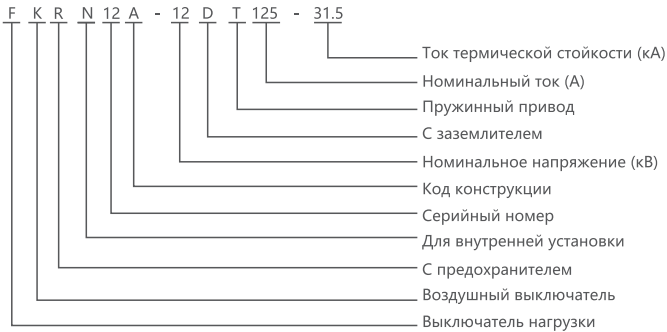 F K R N 12 A - 12 D T 125 - 31.5
Ток термической стойкости (кА)
Номинальный ток (А)
Пружинный привод
С заземлителем
Номинальное напряжение (кВ)
Код конструкции
Серийный номер
Для внутренней установки
С предохранителем
Воздушный выключатель
Выключатель нагрузки